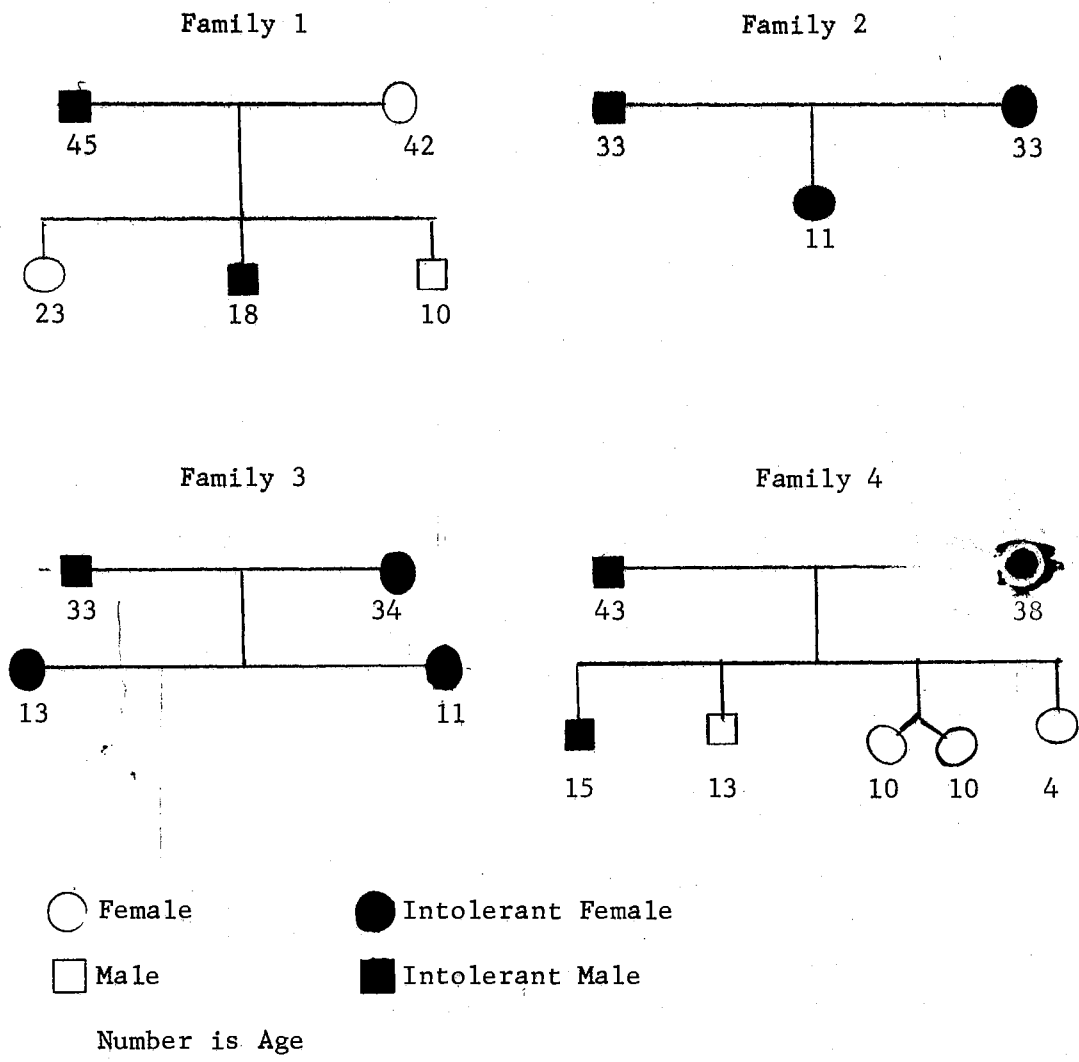 Family 1
45 42
23 18 10
Family 2
33 33
11
Family 3
33 34
13 11
Family 4
43 38
15 13 10 10 4
Female
Intolerant Female
Male
Intolerant Male
Number is Age